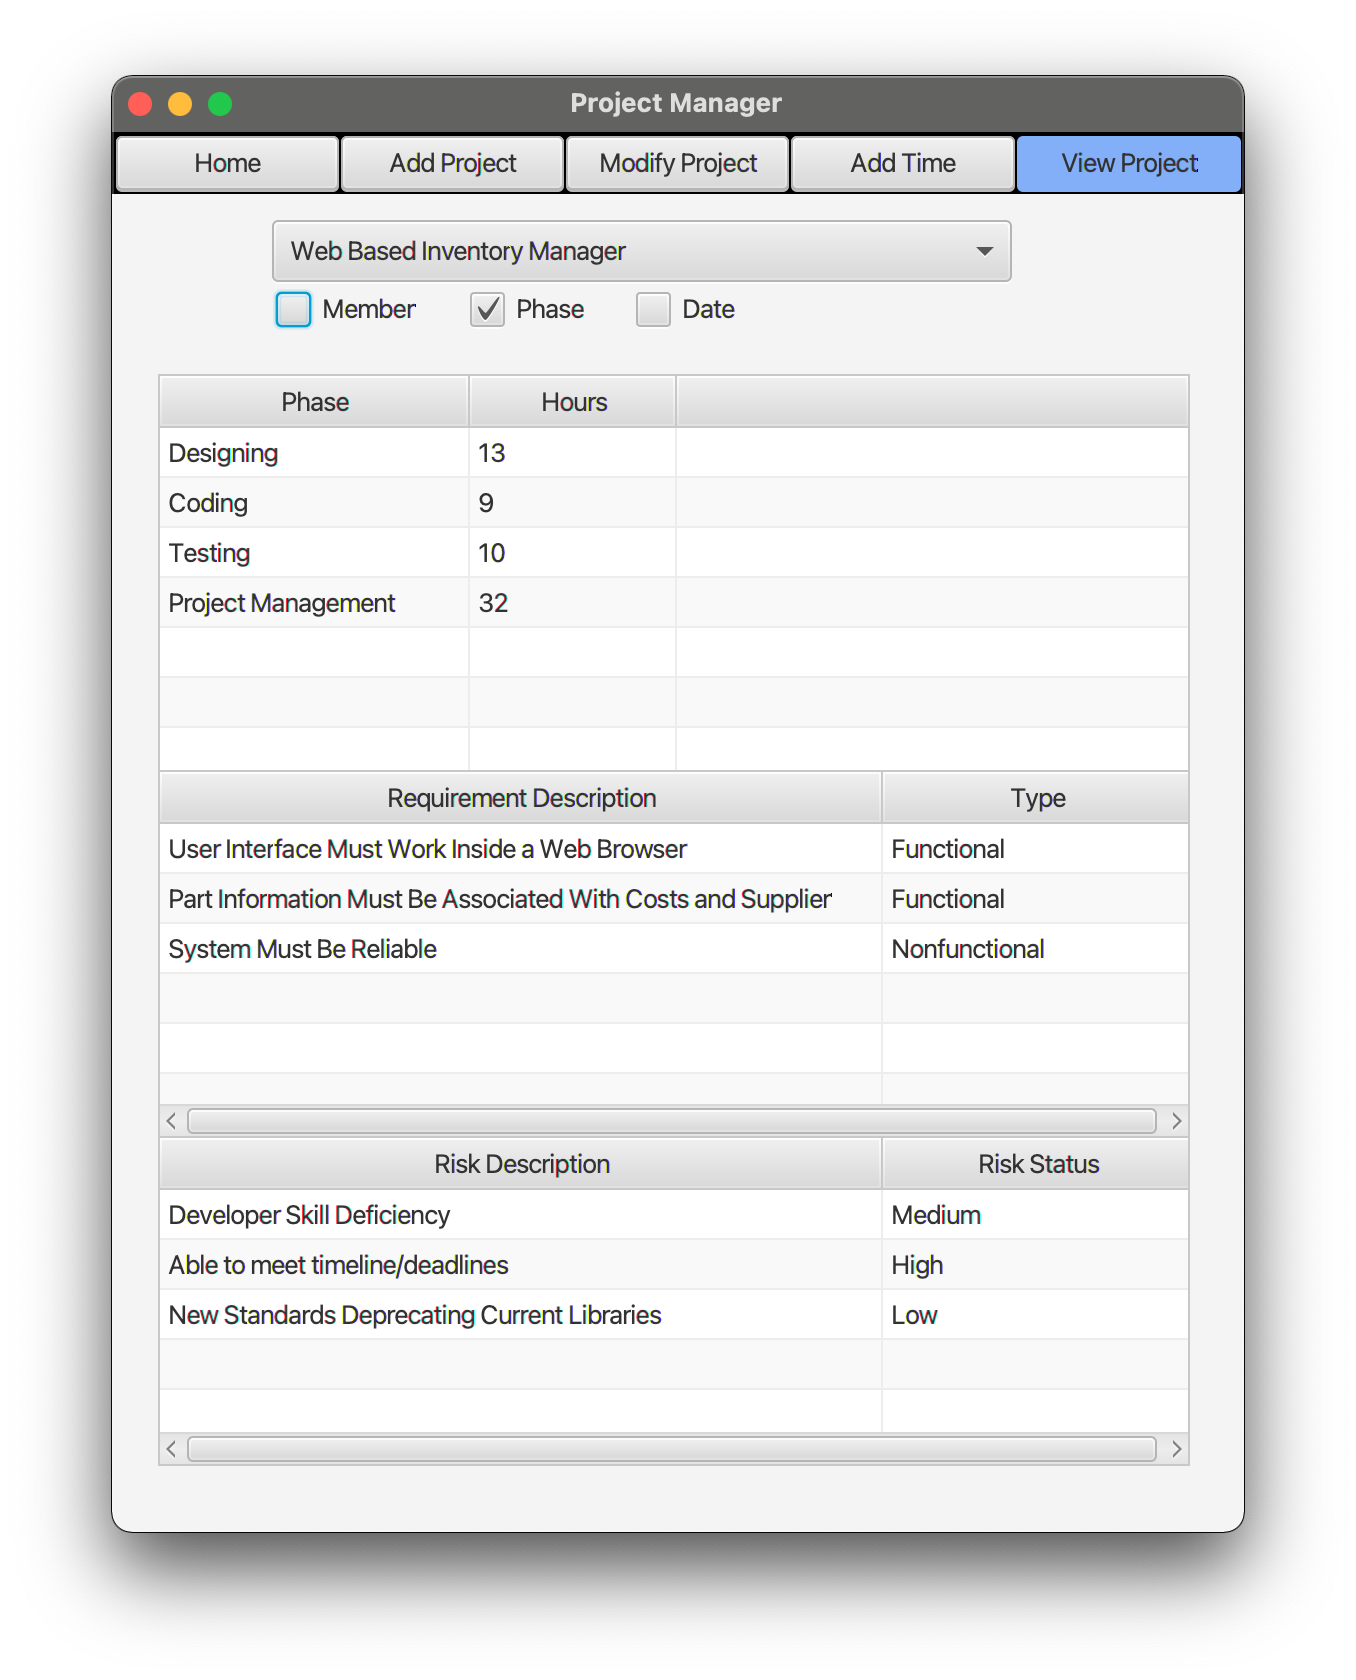 Project Manager
Home Add Project Modify Project Add Time View Project
Web Based Inventory Manager
Member Phase Date
Phase Hours
Designing 13
Coding 9
Testing 10
Project Management 32
Requirement Description Type
User Interface Must Work Inside a Web Browser Functional
Part Information Must Be Associated With Costs and Supplier Functional
System Must Be Reliable Nonfunctional
Risk Description Risk Status
Developer Skill Deficiency Medium
Able to meet timeline/deadlines High
New Standards Deprecating Current Libraries Low